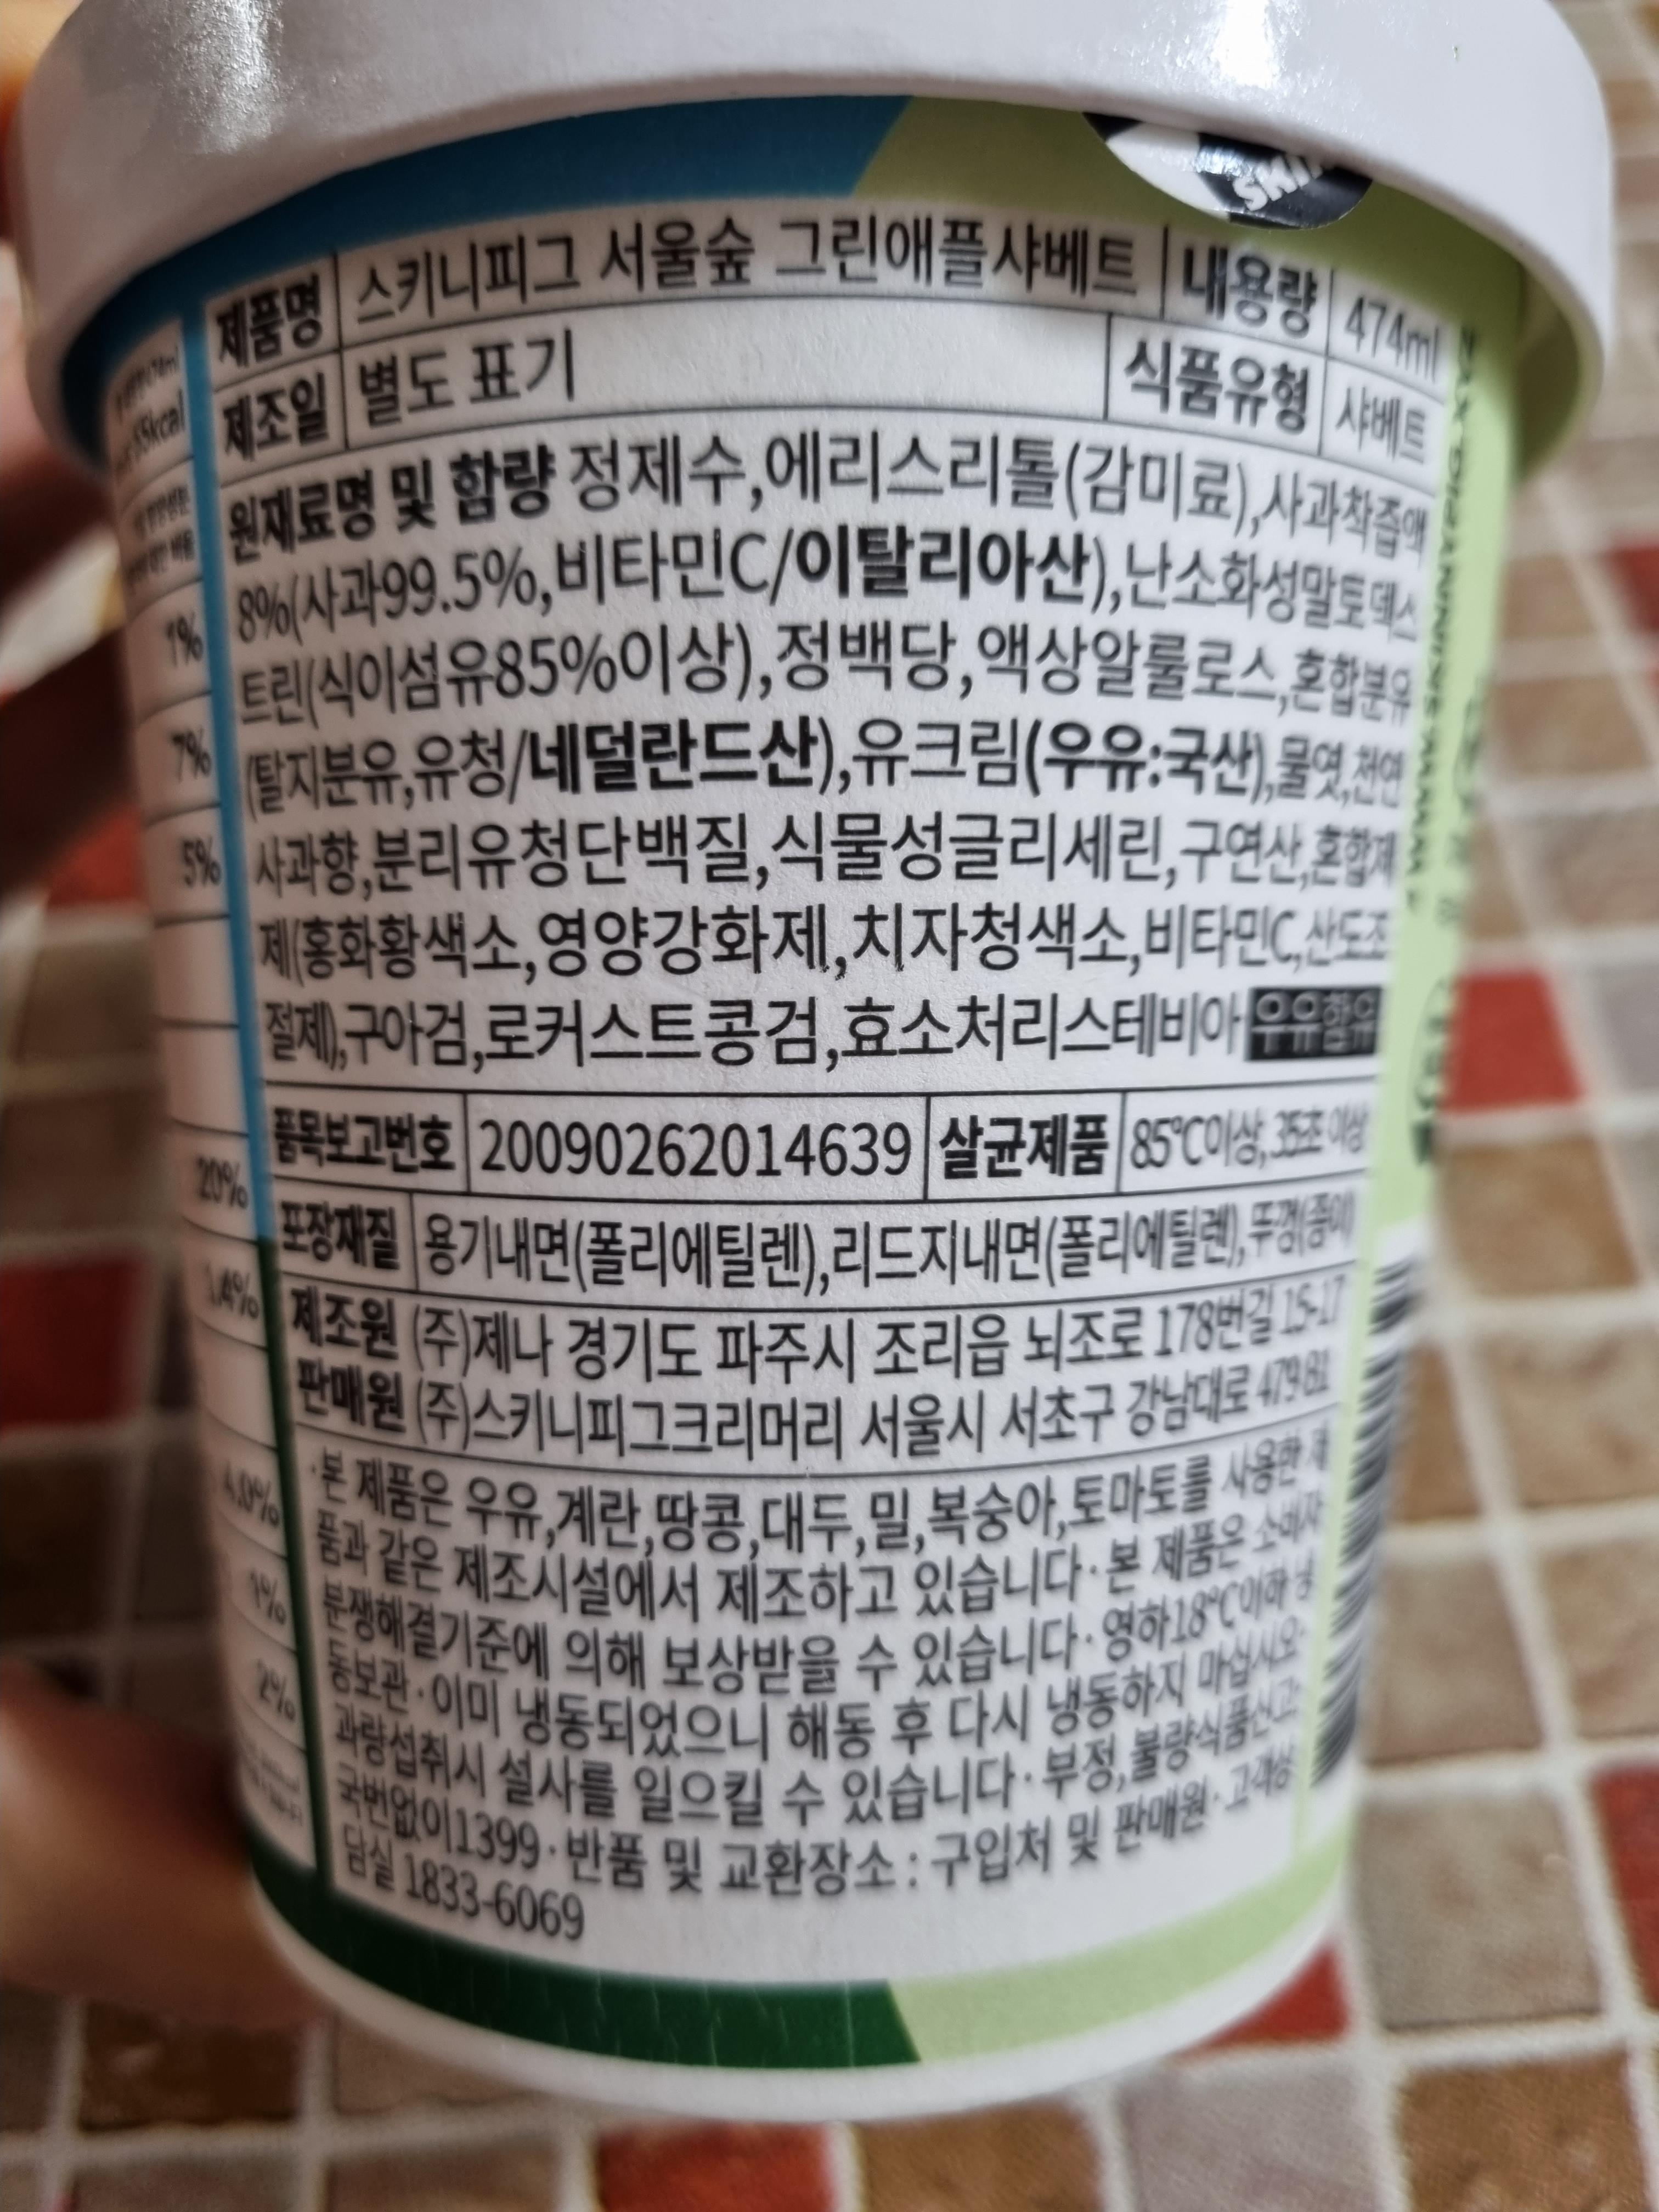 SKINN
제품명 스키니피그 서울숲 그린애플샤베트 내용량 474ml
제조일 별도 표기 식품유형 샤베트
원재료명 및 함량 정제수,에리스리톨(감미료),사과착즙액
8%(사과99.5%,비타민C/이탈리아산),난소화성말토덱스
트린(식이섬유85%이상),정백당,액상알룰로스,혼합분유
(탈지분유,유청/네덜란드산),유크림(우유:국산),물엿,천연
사과향,분리유청단백질,식물성글리세린,구연산,혼합제
제(홍화황색소,영양강화제,치자청색소,비타민C,산도조
절제),구아검,로커스트콩검,효소처리스테비아 우유함유
품목보고번호 20090262014639 살균제품 85℃이상,35초 이상
포장재질 용기내면(폴리에틸렌),리드지내면(폴리에틸렌),뚜껑(종이)
제조원 (주)제나 경기도 파주시 조리읍 뇌조로 178번길 15-17
판매원 (주)스키니피그크리머리 서울시 서초구 강남대로 479 B1
·본 제품은 우유,계란,땅콩,대두,밀,복숭아,토마토를 사용한 제
품과 같은 제조시설에서 제조하고 있습니다·본 제품은 소비자
분쟁해결기준에 의해 보상받을 수 있습니다·영하18℃이하 냉
동보관·이미 냉동되었으니 해동 후 다시 냉동하지 마십시오·
과량섭취시 설사를 일으킬 수 있습니다·부정,불량식품신고:
국번없이1399·반품 및 교환장소 : 구입처 및 판매원·고객상
담실 1833-6069
1%
7%
5%
20%
1%
2%